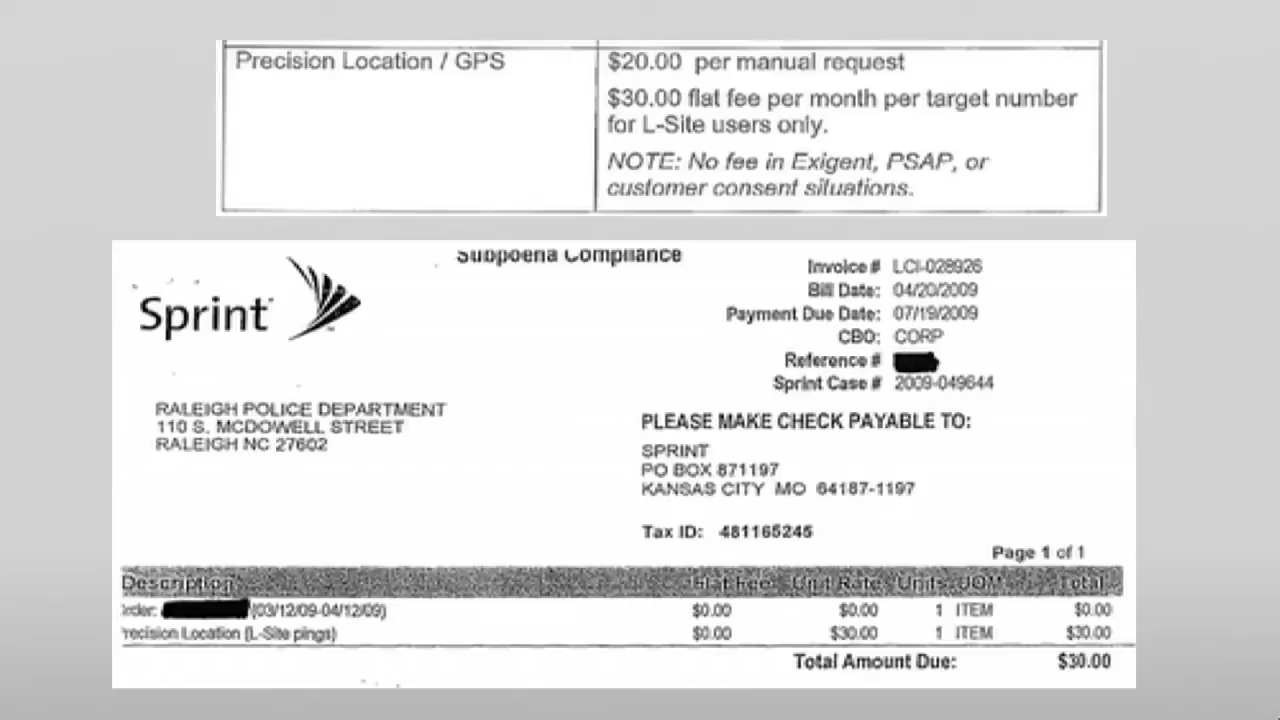 Precision Location / GPS
$20.00 per manual request
$30.00 flat fee per month per target number
for L-Site users only.
NOTE: No fee in Exigent, PSAP, or
customer consent situations.
Subpoena Compliance
Sprint
Invoice # LCI-028926
Bill Date: 04/20/2009
Payment Due Date: 07/19/2009
CBO: CORP
Reference #
Sprint Case # 2009-049644
RALEIGH POLICE DEPARTMENT
110 S. MCDOWELL STREET
RALEIGH NC 27602
PLEASE MAKE CHECK PAYABLE TO:
SPRINT
PO BOX 871197
KANSAS CITY MO 64187-1197
Tax ID: 481165245
Page 1 of 1
Description Flat Fee Unit Rate Units UOM Total
rder: (03/12/09-04/12/09) $0.00 $0.00 1 ITEM $0.00
recision Location (L-Site pings) $0.00 $30.00 1 ITEM $30.00
Total Amount Due: $30.00